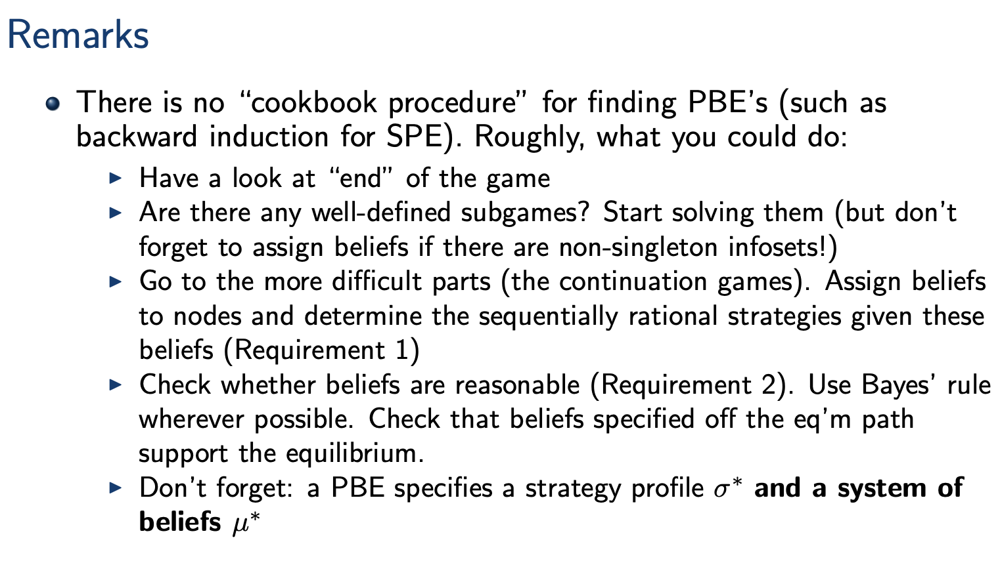 Remarks
There is no “cookbook procedure” for finding PBE’s (such as
backward induction for SPE). Roughly, what you could do:
Have a look at “end” of the game
Are there any well-defined subgames? Start solving them (but don’t
forget to assign beliefs if there are non-singleton infosets!)
Go to the more difficult parts (the continuation games). Assign beliefs
to nodes and determine the sequentially rational strategies given these
beliefs (Requirement 1)
Check whether beliefs are reasonable (Requirement 2). Use Bayes’ rule
wherever possible. Check that beliefs specified off the eq’m path
support the equilibrium.
Don’t forget: a PBE specifies a strategy profile σ* and a system of
beliefs μ*